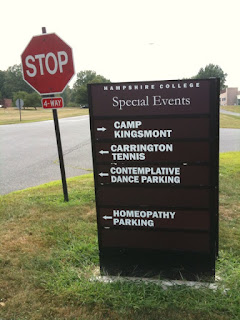 STOP
4-WAY
HAMPSHIRE COLLEGE
Special Events
CAMP
KINGSMONT
CARRINGTON
TENNIS
CONTEMPLATIVE
DANCE PARKING
HOMEOPATHY
PARKING